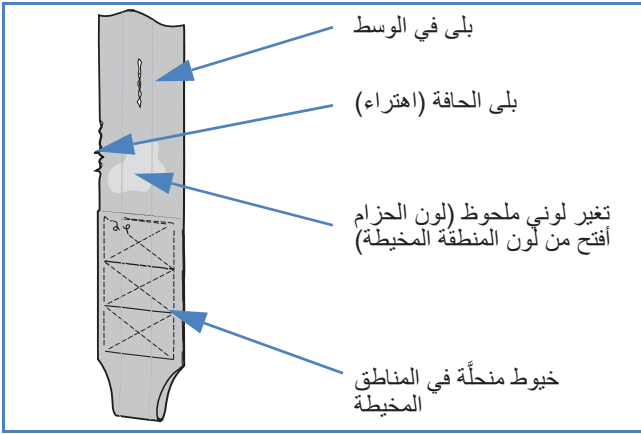 بلى في الوسط
بلى الحافة (اهتراء)
تغير لوني ملحوظ (لون الحزام
أفتح من لون المنطقة المخيطة)
خيوط منحلَّة في المناطق
المخيطة